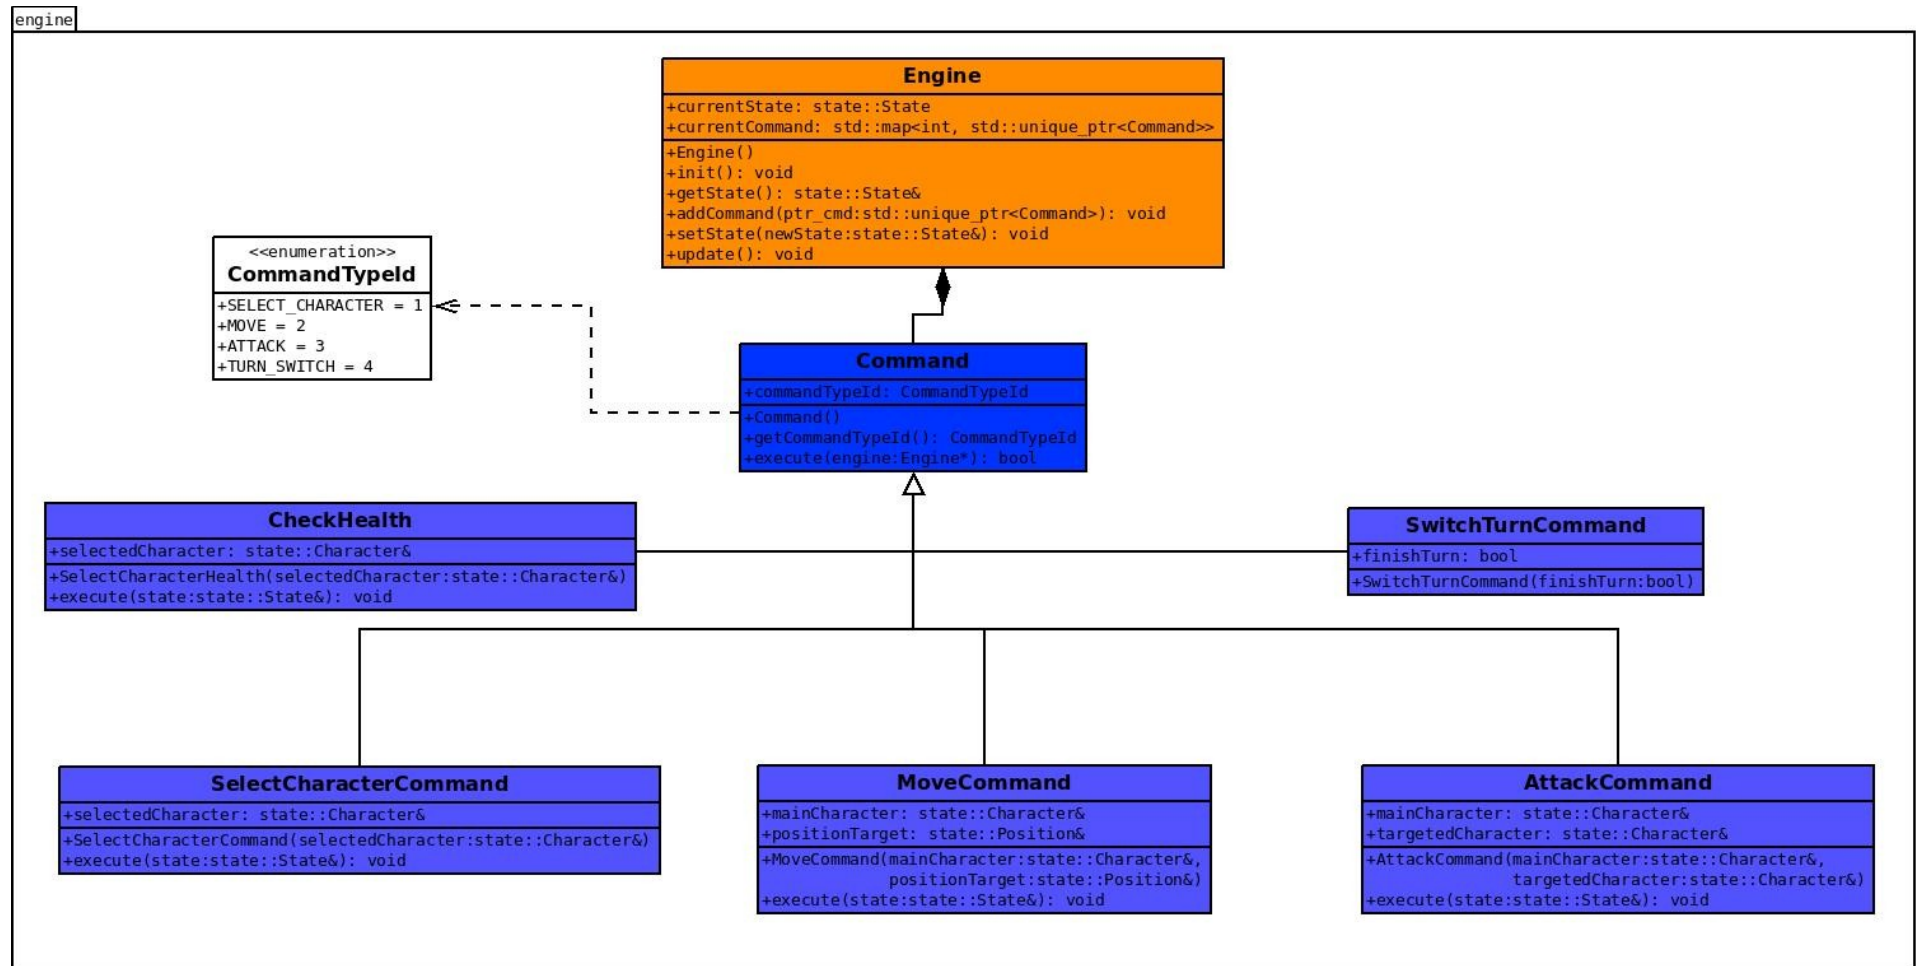 engine
Engine
+currentState: state::State
+currentCommand: std::map<int, std::unique_ptr<Command>>
+Engine()
+init(): void
+getState(): state::State&
+addCommand(ptr_cmd:std::unique_ptr<Command>): void
+setState(newState:state::State&): void
+update(): void
<<enumeration>>
CommandTypeId
+SELECT_CHARACTER = 1
+MOVE = 2
+ATTACK = 3
+TURN_SWITCH = 4
Command
+commandTypeId: CommandTypeId
+Command()
+getCommandTypeId(): CommandTypeId
+execute(engine:Engine*): bool
CheckHealth
+selectedCharacter: state::Character&
+SelectCharacterHealth(selectedCharacter:state::Character&)
+execute(state:state::State&): void
SwitchTurnCommand
+finishTurn: bool
+SwitchTurnCommand(finishTurn:bool)
SelectCharacterCommand
+selectedCharacter: state::Character&
+SelectCharacterCommand(selectedCharacter:state::Character&)
+execute(state:state::State&): void
MoveCommand
+mainCharacter: state::Character&
+positionTarget: state::Position&
+MoveCommand(mainCharacter:state::Character&,
positionTarget:state::Position&)
+execute(state:state::State&): void
AttackCommand
+mainCharacter: state::Character&
+targetedCharacter: state::Character&
+AttackCommand(mainCharacter:state::Character&,
targetedCharacter:state::Character&)
+execute(state:state::State&): void